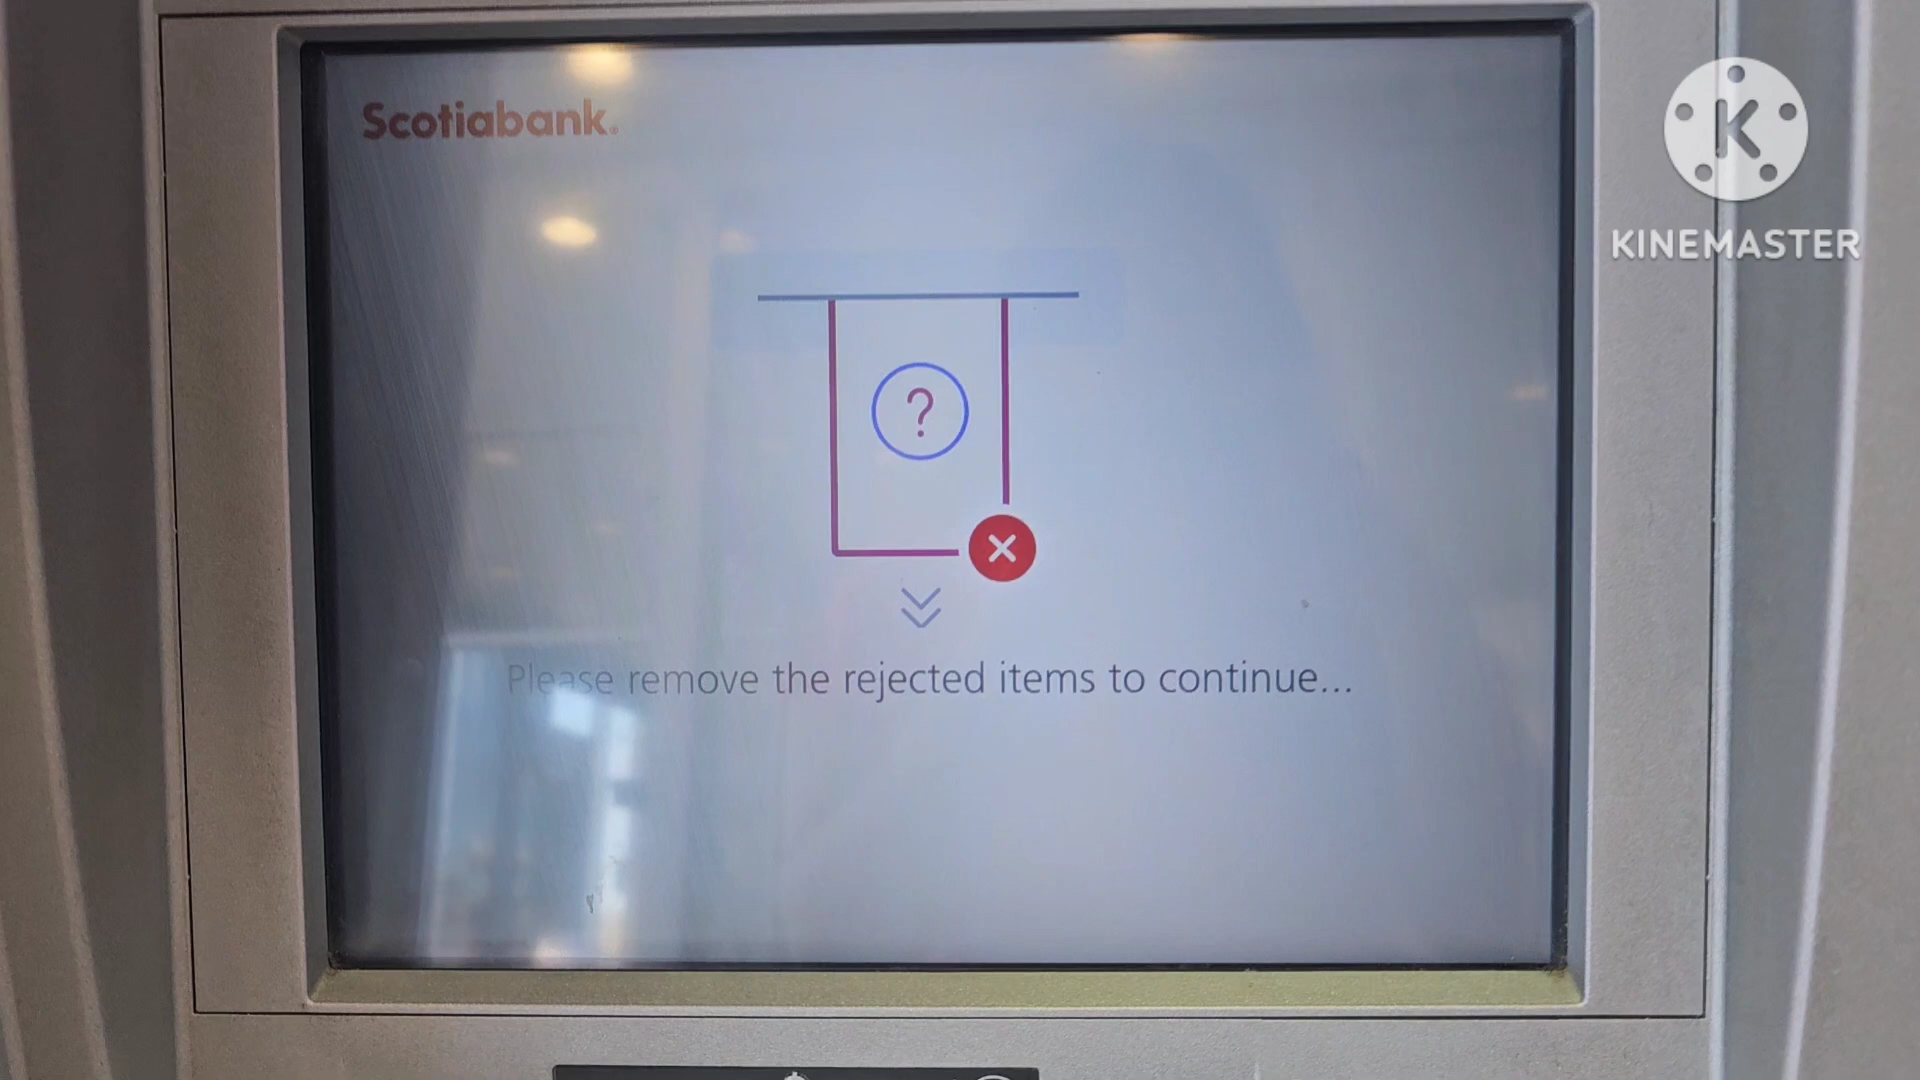 Scotiabank
K
KINEMASTER
?
Please remove the rejected items to continue...